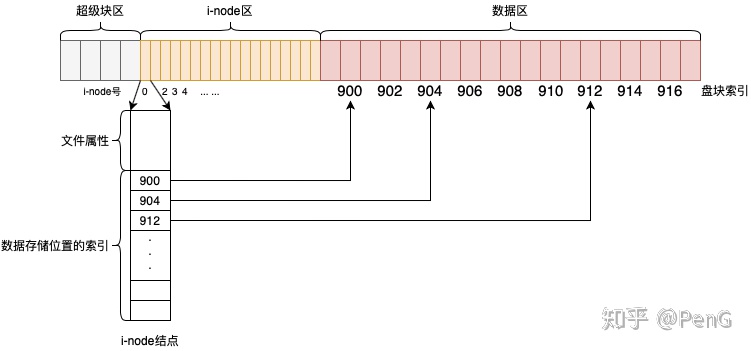 超级块区
i-node区
数据区
i-node号 0 2 3 4 ... ...
900 902 904 906 908 910 912 914 916 盘块索引
文件属性
900
904
912
数据存储位置的索引
.
.
.
i-node结点
知乎 @PenG